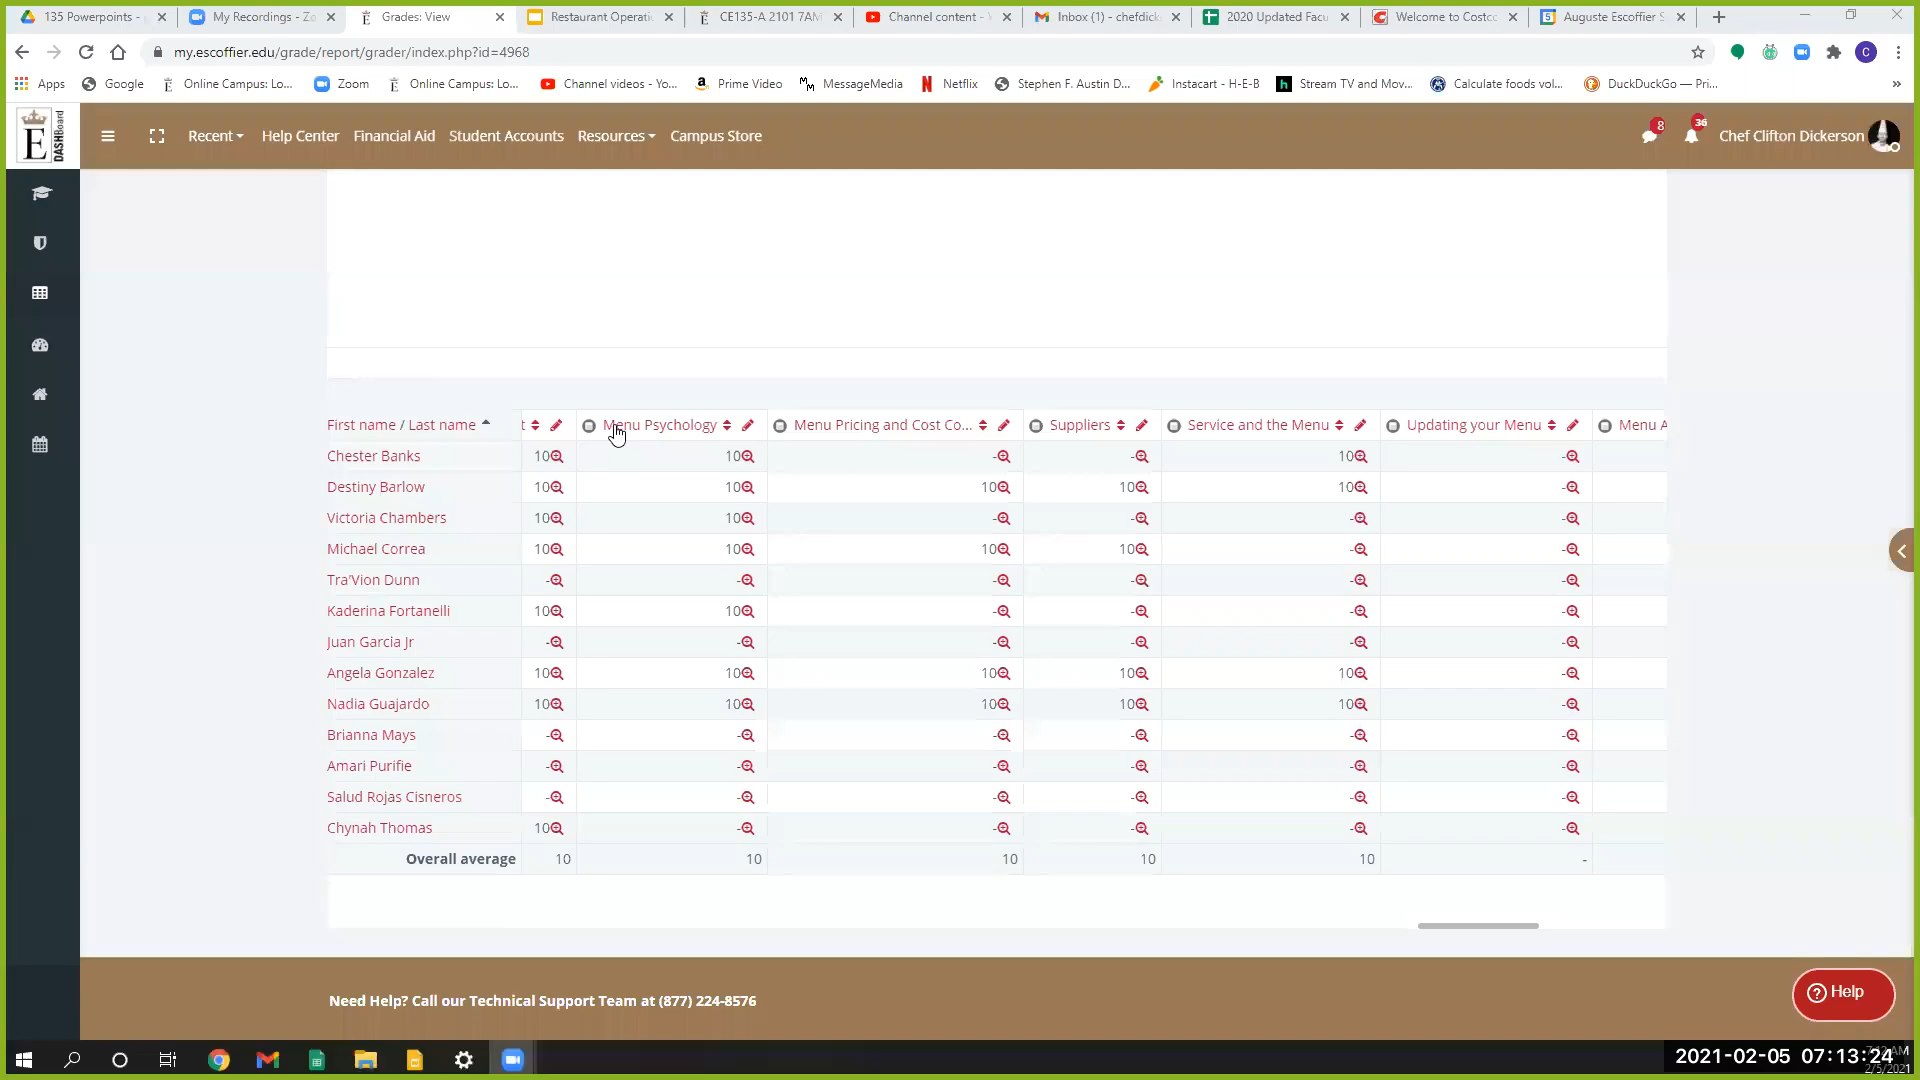 135 Powerpoints - 
My Recordings - Zo
Grades: View
Restaurant Operati
CE135-A 2101 7AM
Channel content -
Inbox (1) - chefdick
2020 Updated Facu
Welcome to Costco
Auguste Escoffier S
my.escoffier.edu/grade/report/grader/index.php?id=4968
Apps Google Online Campus: Lo... Zoom Online Campus: Lo... Channel videos - Yo... Prime Video MessageMedia Netflix Stephen F. Austin D... Instacart - H-E-B Stream TV and Mov... Calculate foods vol... DuckDuckGo — Pri... »
E DASHBoard Recent Help Center Financial Aid Student Accounts Resources Campus Store 8 36 Chef Clifton Dickerson
First name / Last name t Menu Psychology Menu Pricing and Cost Co... Suppliers Service and the Menu Updating your Menu Menu A
Chester Banks 10 10 - - 10 -
Destiny Barlow 10 10 10 10 10 -
Victoria Chambers 10 10 - - - -
Michael Correa 10 10 10 10 - -
Tra'Vion Dunn - - - - - -
Kaderina Fortanelli 10 10 - - - -
Juan Garcia Jr - - - - - -
Angela Gonzalez 10 10 10 10 10 -
Nadia Guajardo 10 10 10 10 10 -
Brianna Mays - - - - - -
Amari Purifie - - - - - -
Salud Rojas Cisneros - - - - - -
Chynah Thomas 10 - - - - -
Overall average 10 10 10 10 10 -
Need Help? Call our Technical Support Team at (877) 224-8576
Help
2021-02-05 07:13:24
2/5/2021